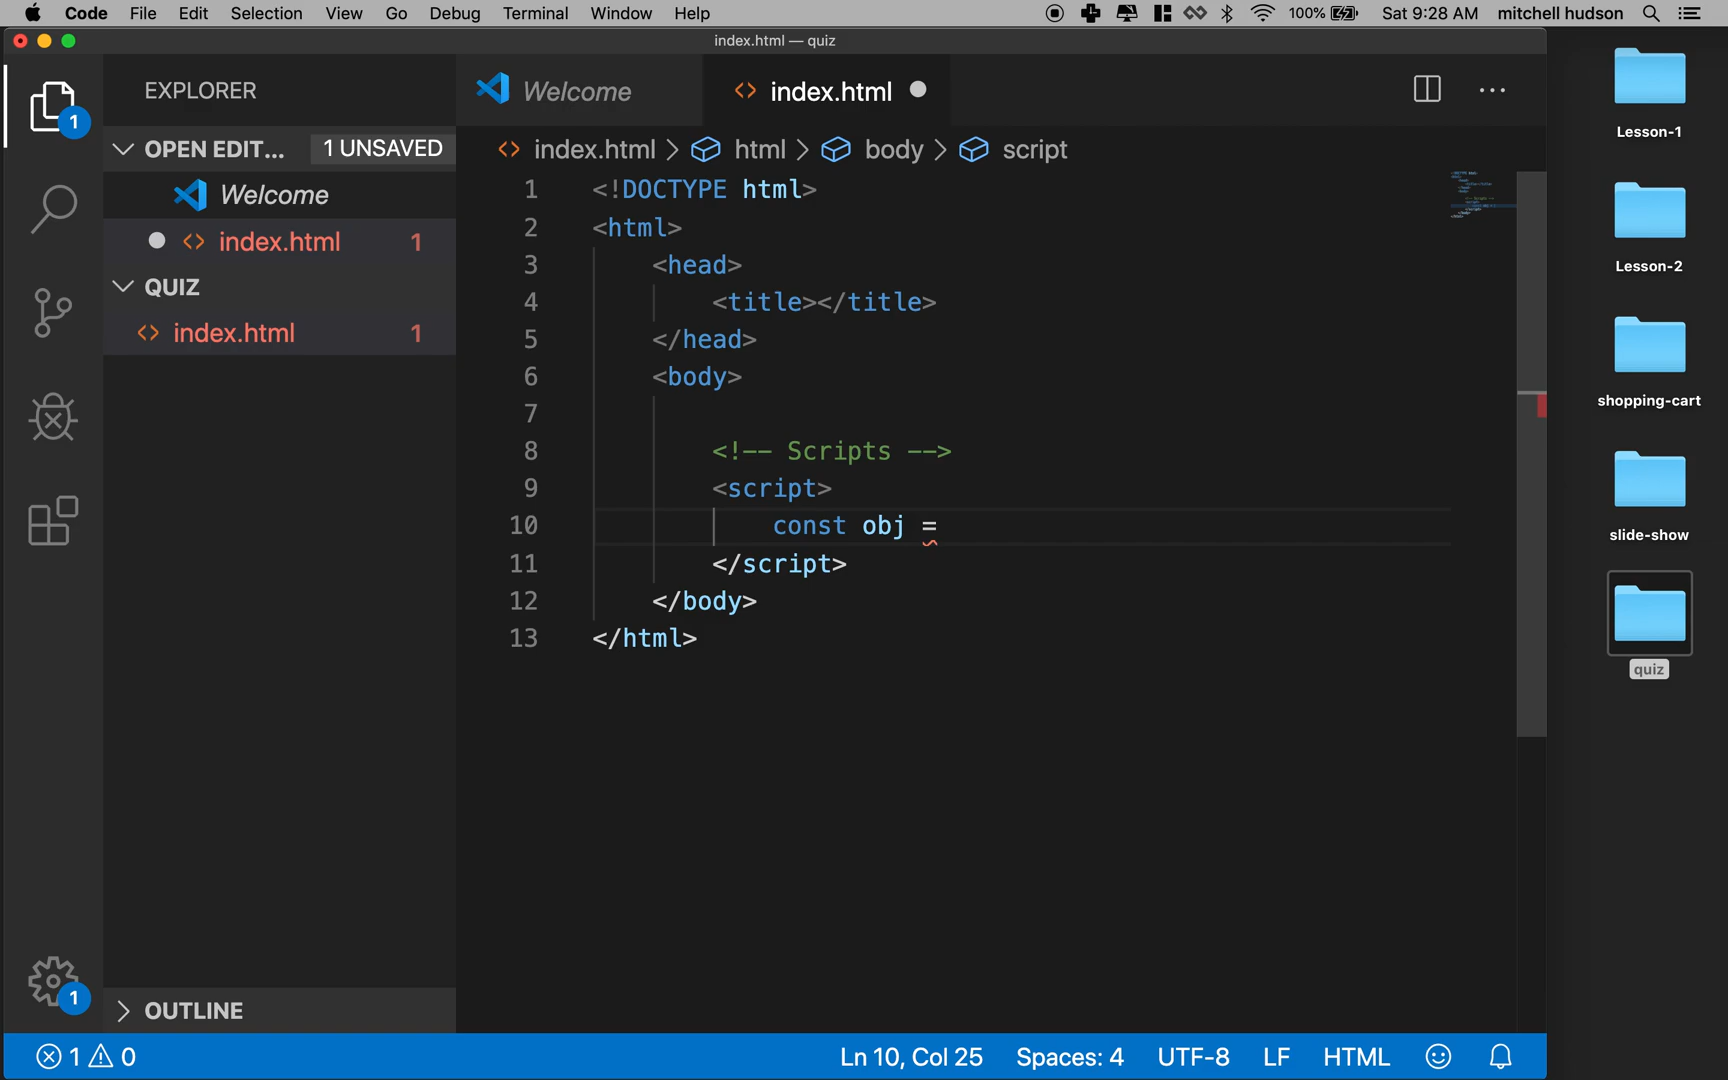 Code File Edit Selection View Go Debug Terminal Window Help 100% Sat 9:28 AM mitchell hudson
index.html — quiz
EXPLORER
Welcome
index.html
1
OPEN EDIT... 1 UNSAVED
index.html > html > body > script
Welcome
index.html 1
QUIZ
index.html 1
1 <!DOCTYPE html>
2 <html>
3 <head>
4 <title></title>
5 </head>
6 <body>
7
8 <!-- Scripts -->
9 <script>
10 const obj =
11 </script>
12 </body>
13 </html>
Lesson-1
Lesson-2
shopping-cart
slide-show
quiz
1
OUTLINE
1 0 Ln 10, Col 25 Spaces: 4 UTF-8 LF HTML